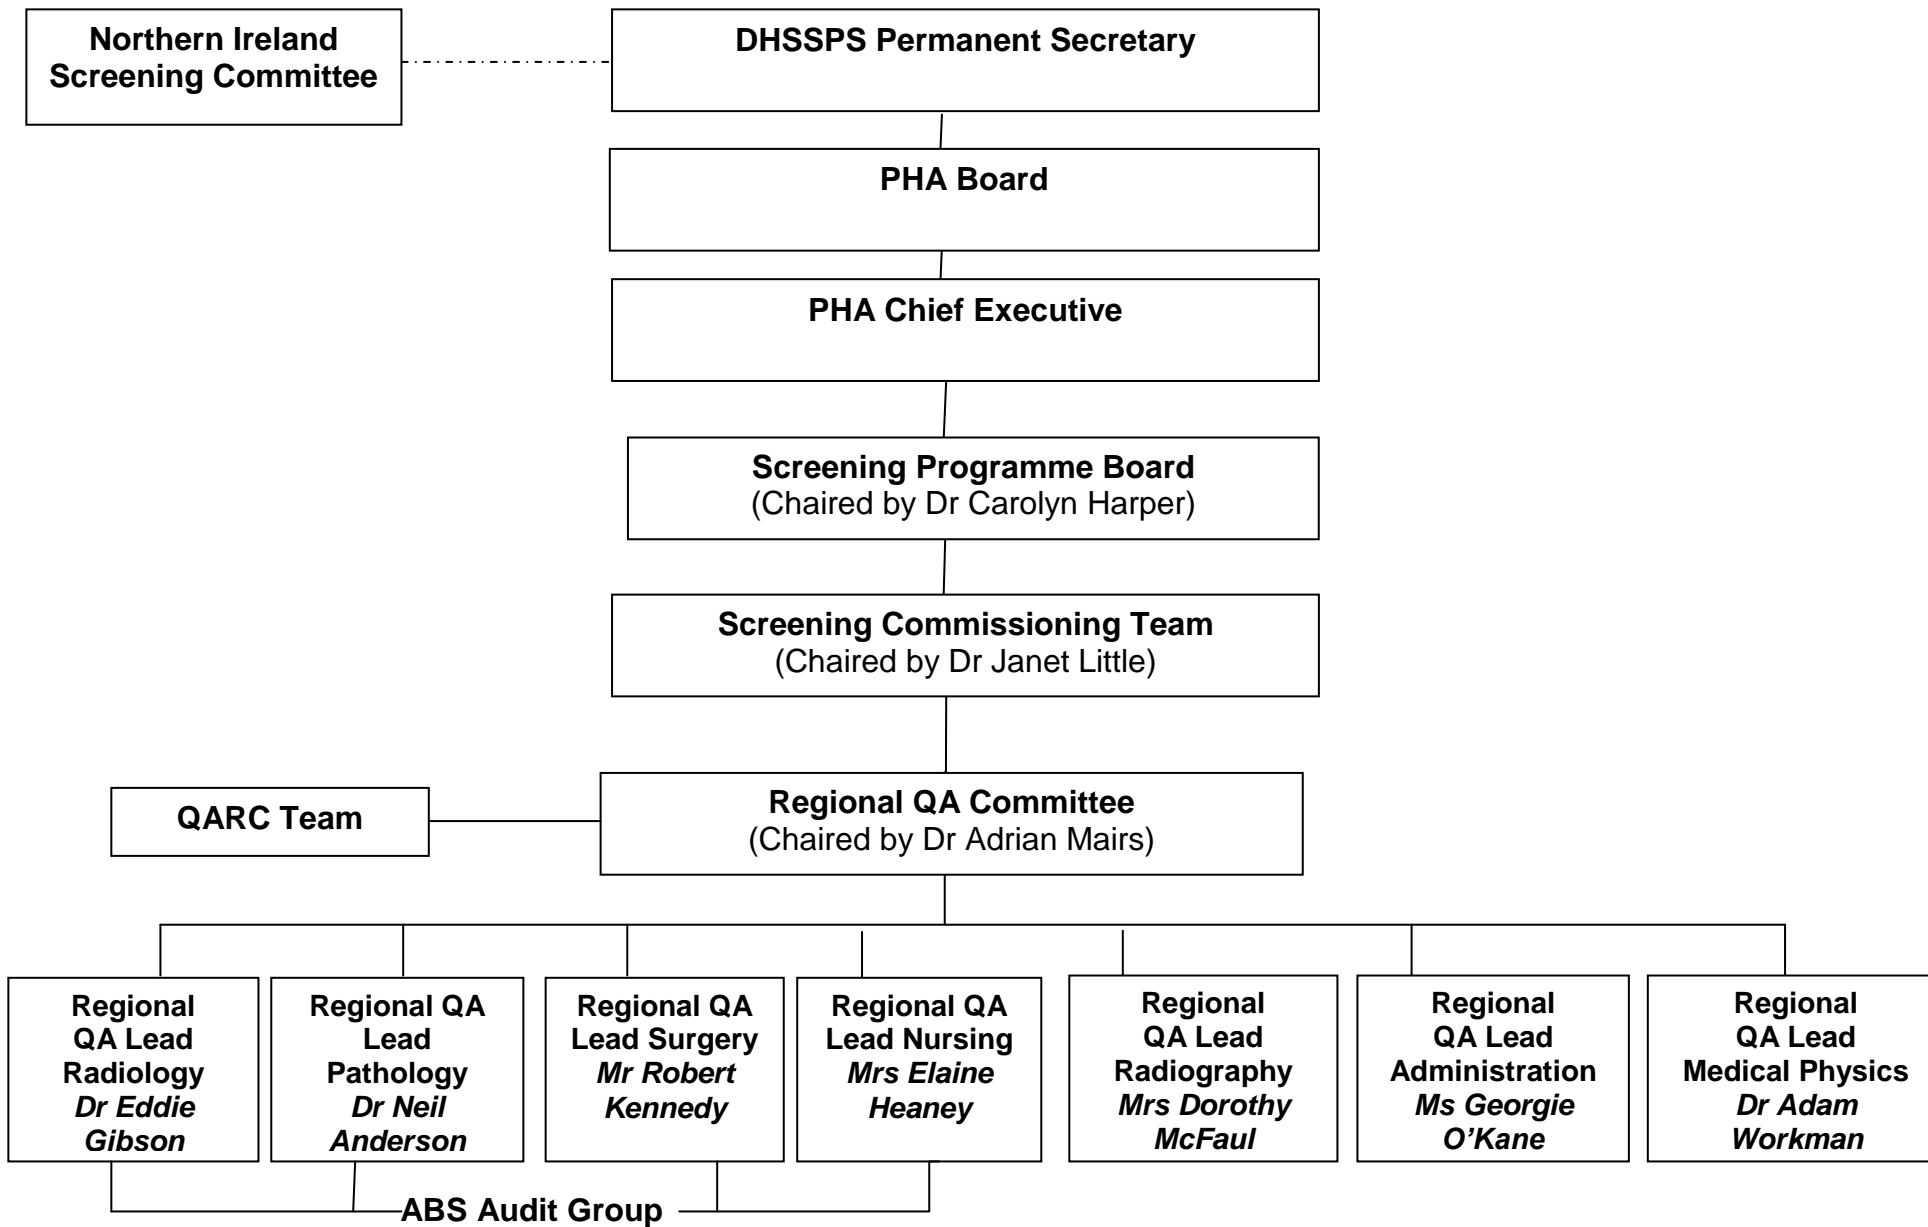 Northern Ireland
Screening Committee
DHSSPS Permanent Secretary
PHA Board
PHA Chief Executive
Screening Programme Board
(Chaired by Dr Carolyn Harper)
Screening Commissioning Team
(Chaired by Dr Janet Little)
QARC Team
Regional QA Committee
(Chaired by Dr Adrian Mairs)
Regional
QA Lead
Radiology
Dr Eddie
Gibson
Regional QA
Lead
Pathology
Dr Neil
Anderson
Regional QA
Lead Surgery
Mr Robert
Kennedy
Regional QA
Lead Nursing
Mrs Elaine
Heaney
Regional
QA Lead
Radiography
Mrs Dorothy
McFaul
Regional
QA Lead
Administration
Ms Georgie
O’Kane
Regional
QA Lead
Medical Physics
Dr Adam
Workman
ABS Audit Group